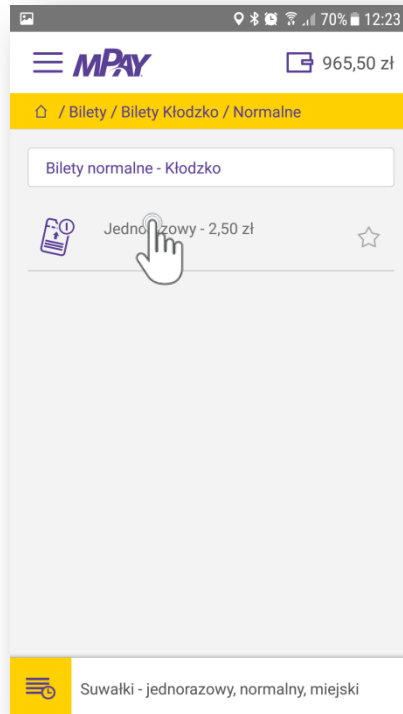 70% 12:23
mPAY 965,50 zł
/ Bilety / Bilety Kłodzko / Normalne
Bilety normalne - Kłodzko
Jednorazowy - 2,50 zł
Suwałki - jednorazowy, normalny, miejski